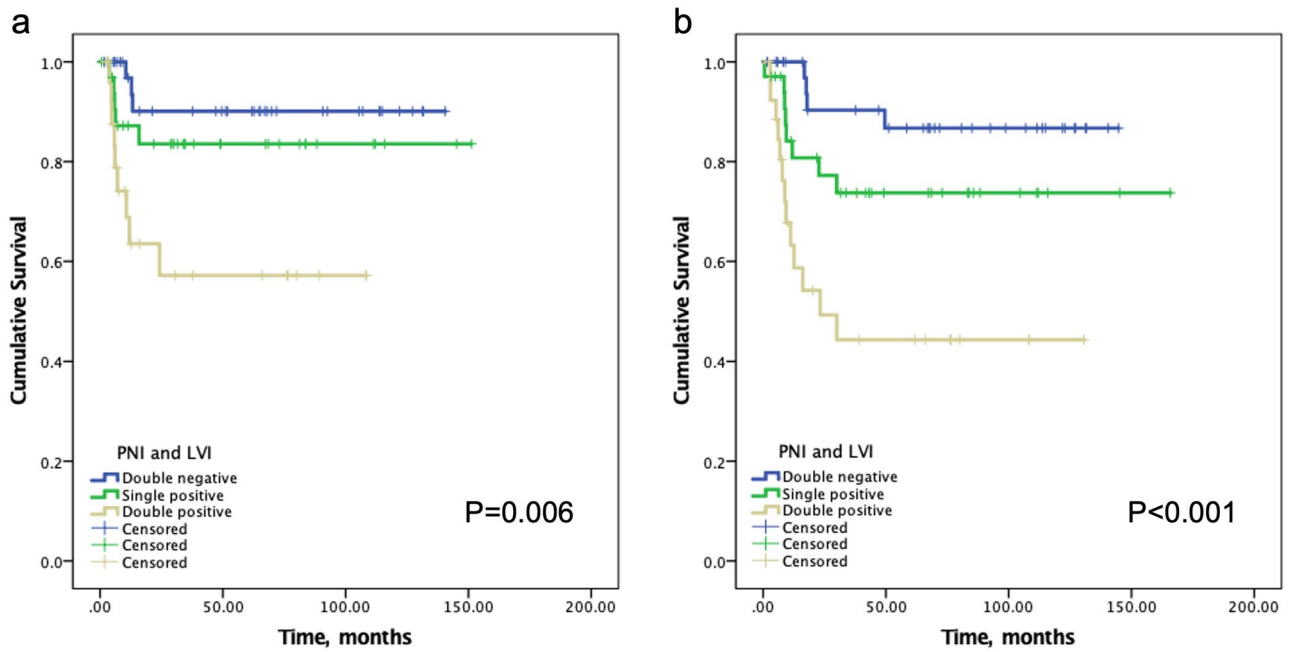 a
1.0
0.8
0.6
0.4
0.2
0.0
Cumulative Survival
PNI and LVI
Double negative
Single positive
Double positive
Censored
Censored
Censored
P=0.006
.00 50.00 100.00 150.00 200.00
Time, months
b
1.0
0.8
0.6
0.4
0.2
0.0
Cumulative Survival
PNI and LVI
Double negative
Single positive
Double positive
Censored
Censored
Censored
P<0.001
.00 50.00 100.00 150.00 200.00
Time, months